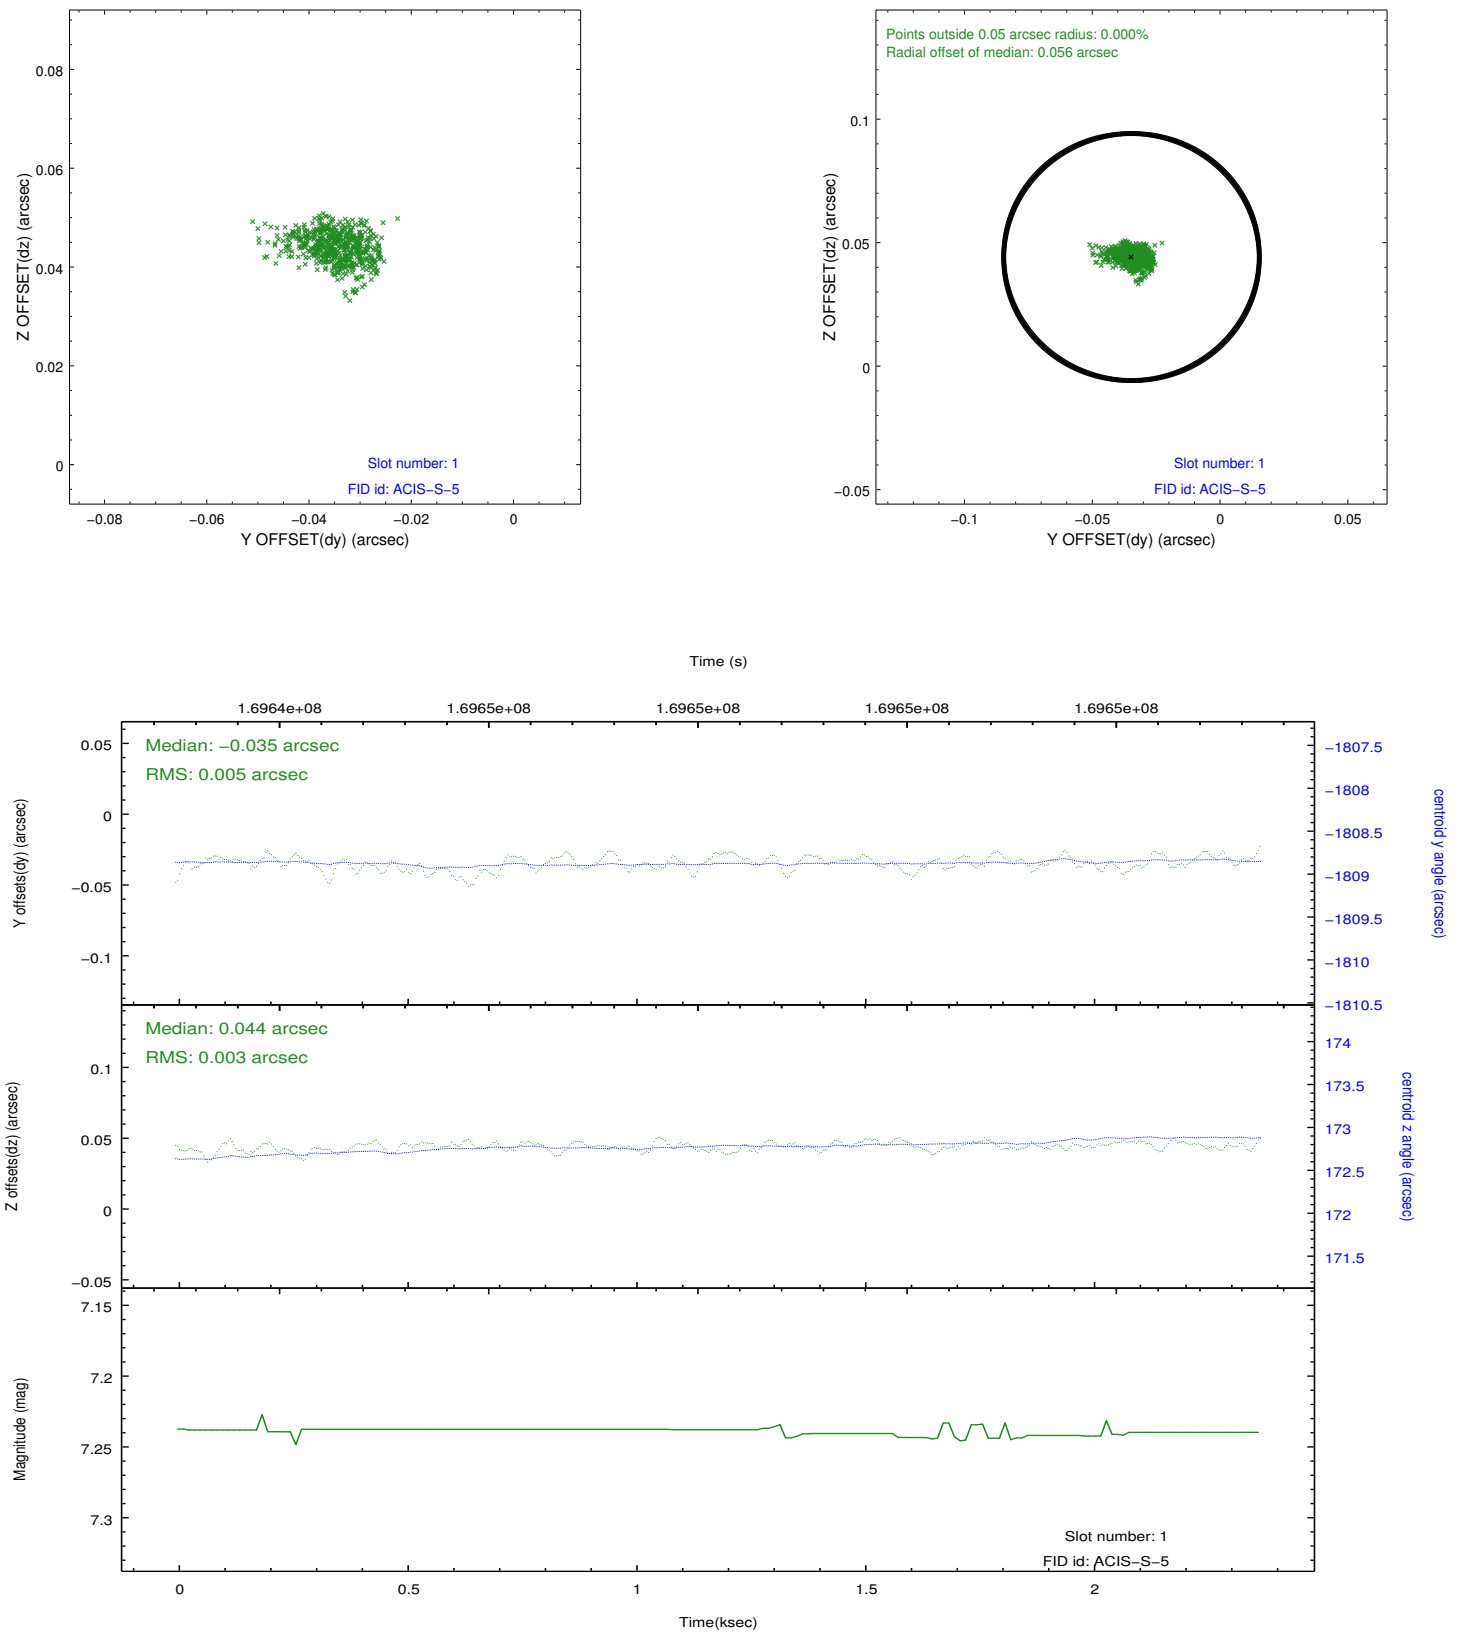 0.08
0.06
0.04
0.02
0
Z OFFSET(dz) (arcsec)
Slot number: 1
FID id: ACIS−S−5
−0.08
−0.06
−0.04
−0.02
0
Y OFFSET(dy) (arcsec)
Points outside 0.05 arcsec radius: 0.000%
Radial offset of median: 0.056 arcsec
0.1
0.05
0
−0.05
Z OFFSET(dz) (arcsec)
Slot number: 1
FID id: ACIS−S−5
−0.1
−0.05
0
0.05
Y OFFSET(dy) (arcsec)
Time (s)
1.6964e+08
1.6965e+08
1.6965e+08
1.6965e+08
1.6965e+08
Median: −0.035 arcsec
RMS: 0.005 arcsec
0.05
0
−0.05
−0.1
Y offsets(dy) (arcsec)
−1807.5
−1808
−1808.5
−1809
−1809.5
−1810
−1810.5
centroid y angle (arcsec)
Median: 0.044 arcsec
RMS: 0.003 arcsec
0.1
0.05
0
−0.05
Z offsets(dz) (arcsec)
174
173.5
173
172.5
172
171.5
centroid z angle (arcsec)
7.15
7.2
7.25
7.3
Magnitude (mag)
Slot number: 1
FID id: ACIS−S−5
0
0.5
1
1.5
2
Time(ksec)